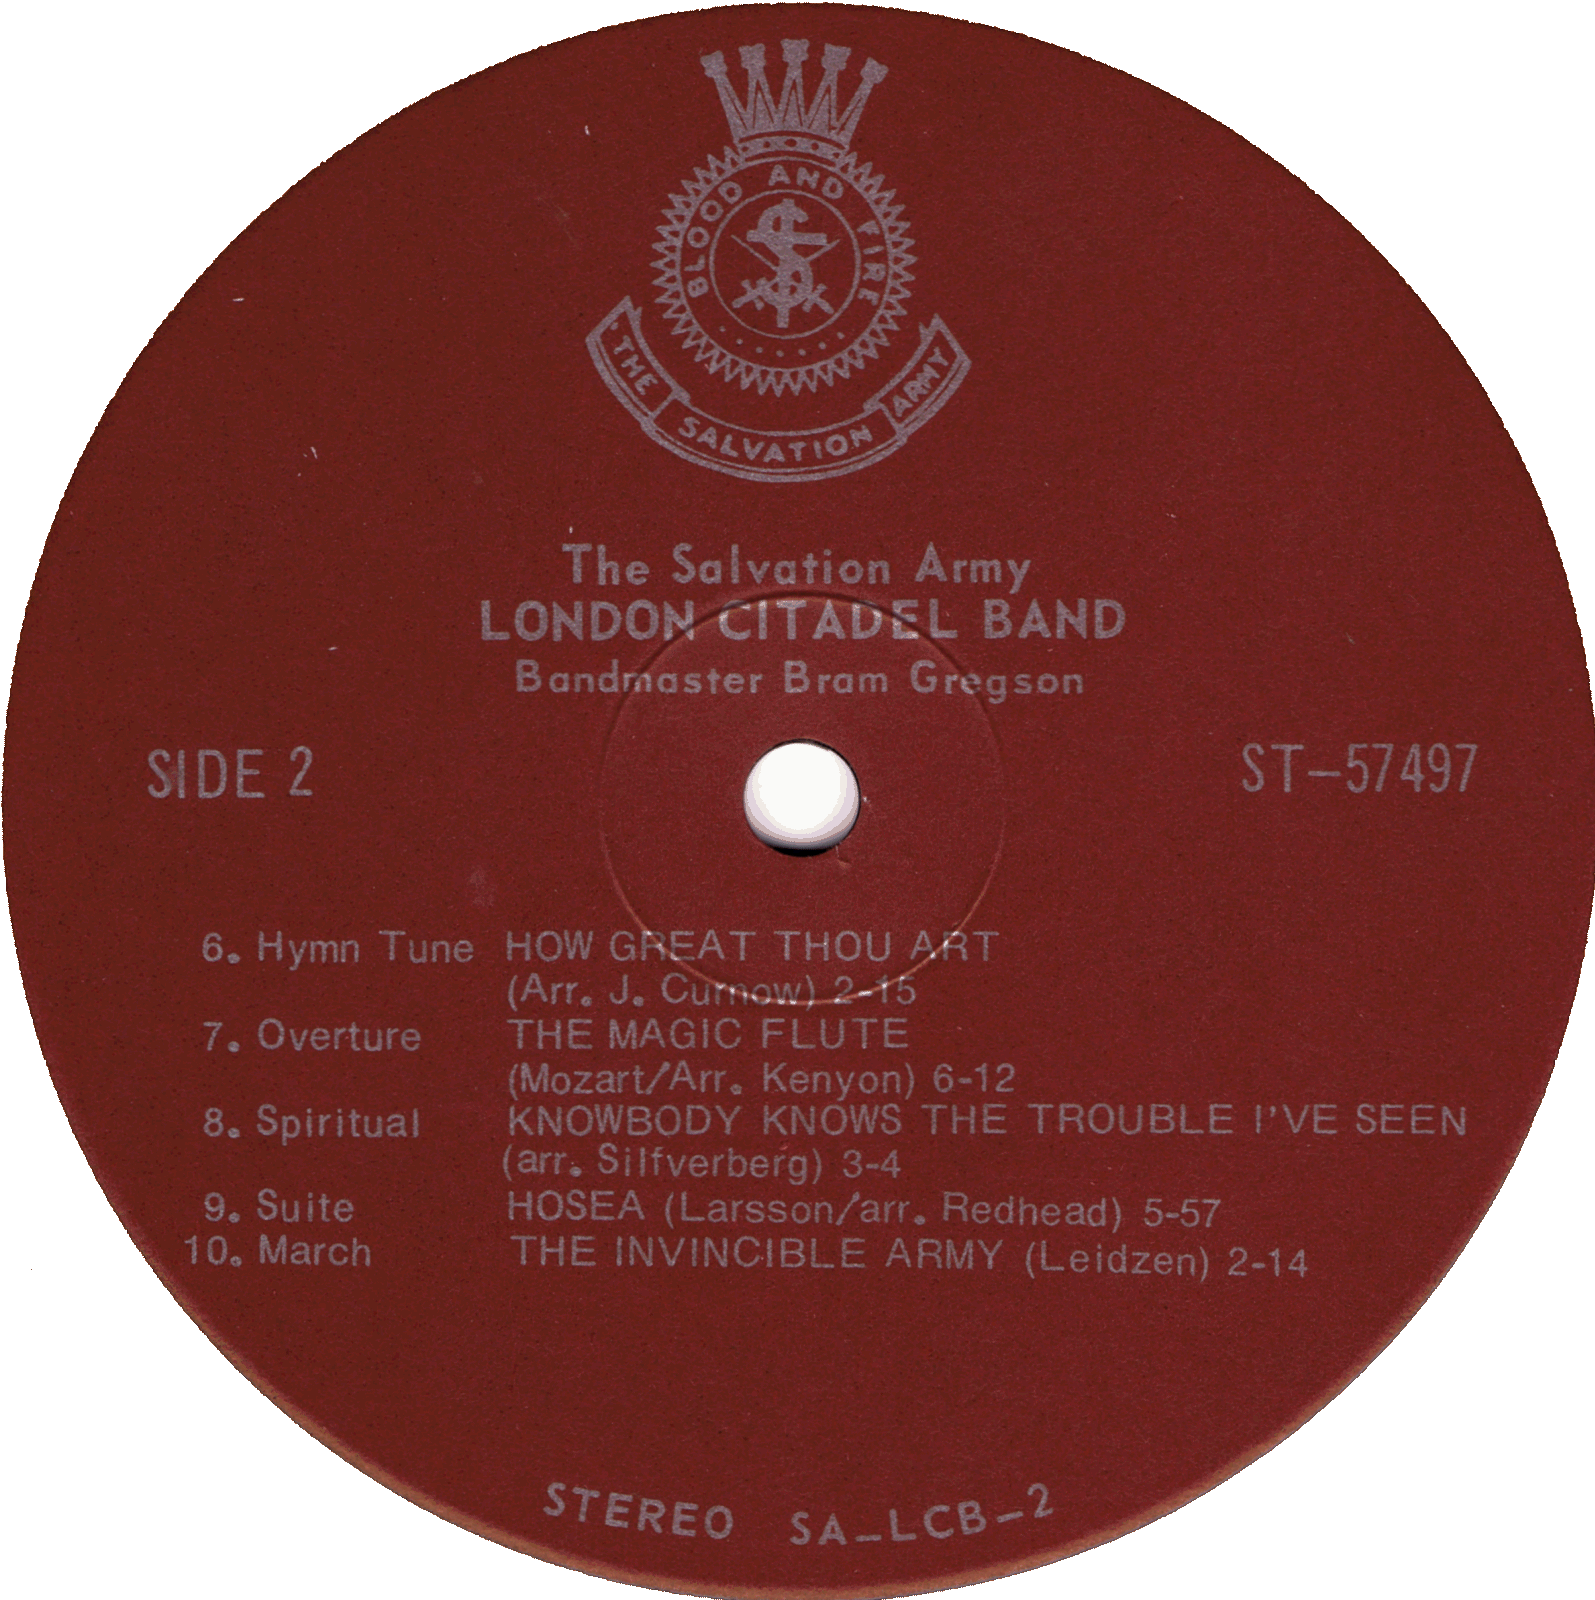 BLOOD AND FIRE
THE SALVATION ARMY
The Salvation Army
LONDON CITADEL BAND
Bandmaster Bram Gregson
SIDE 2
ST-57497
6. Hymn Tune HOW GREAT THOU ART
(Arr. J. Curnow) 2-15
7. Overture THE MAGIC FLUTE
(Mozart/Arr. Kenyon) 6-12
8. Spiritual KNOWBODY KNOWS THE TROUBLE I'VE SEEN
(arr. Silfverberg) 3-4
9. Suite HOSEA (Larsson/arr. Redhead) 5-57
10. March THE INVINCIBLE ARMY (Leidzen) 2-14
STEREO SA-LCB-2